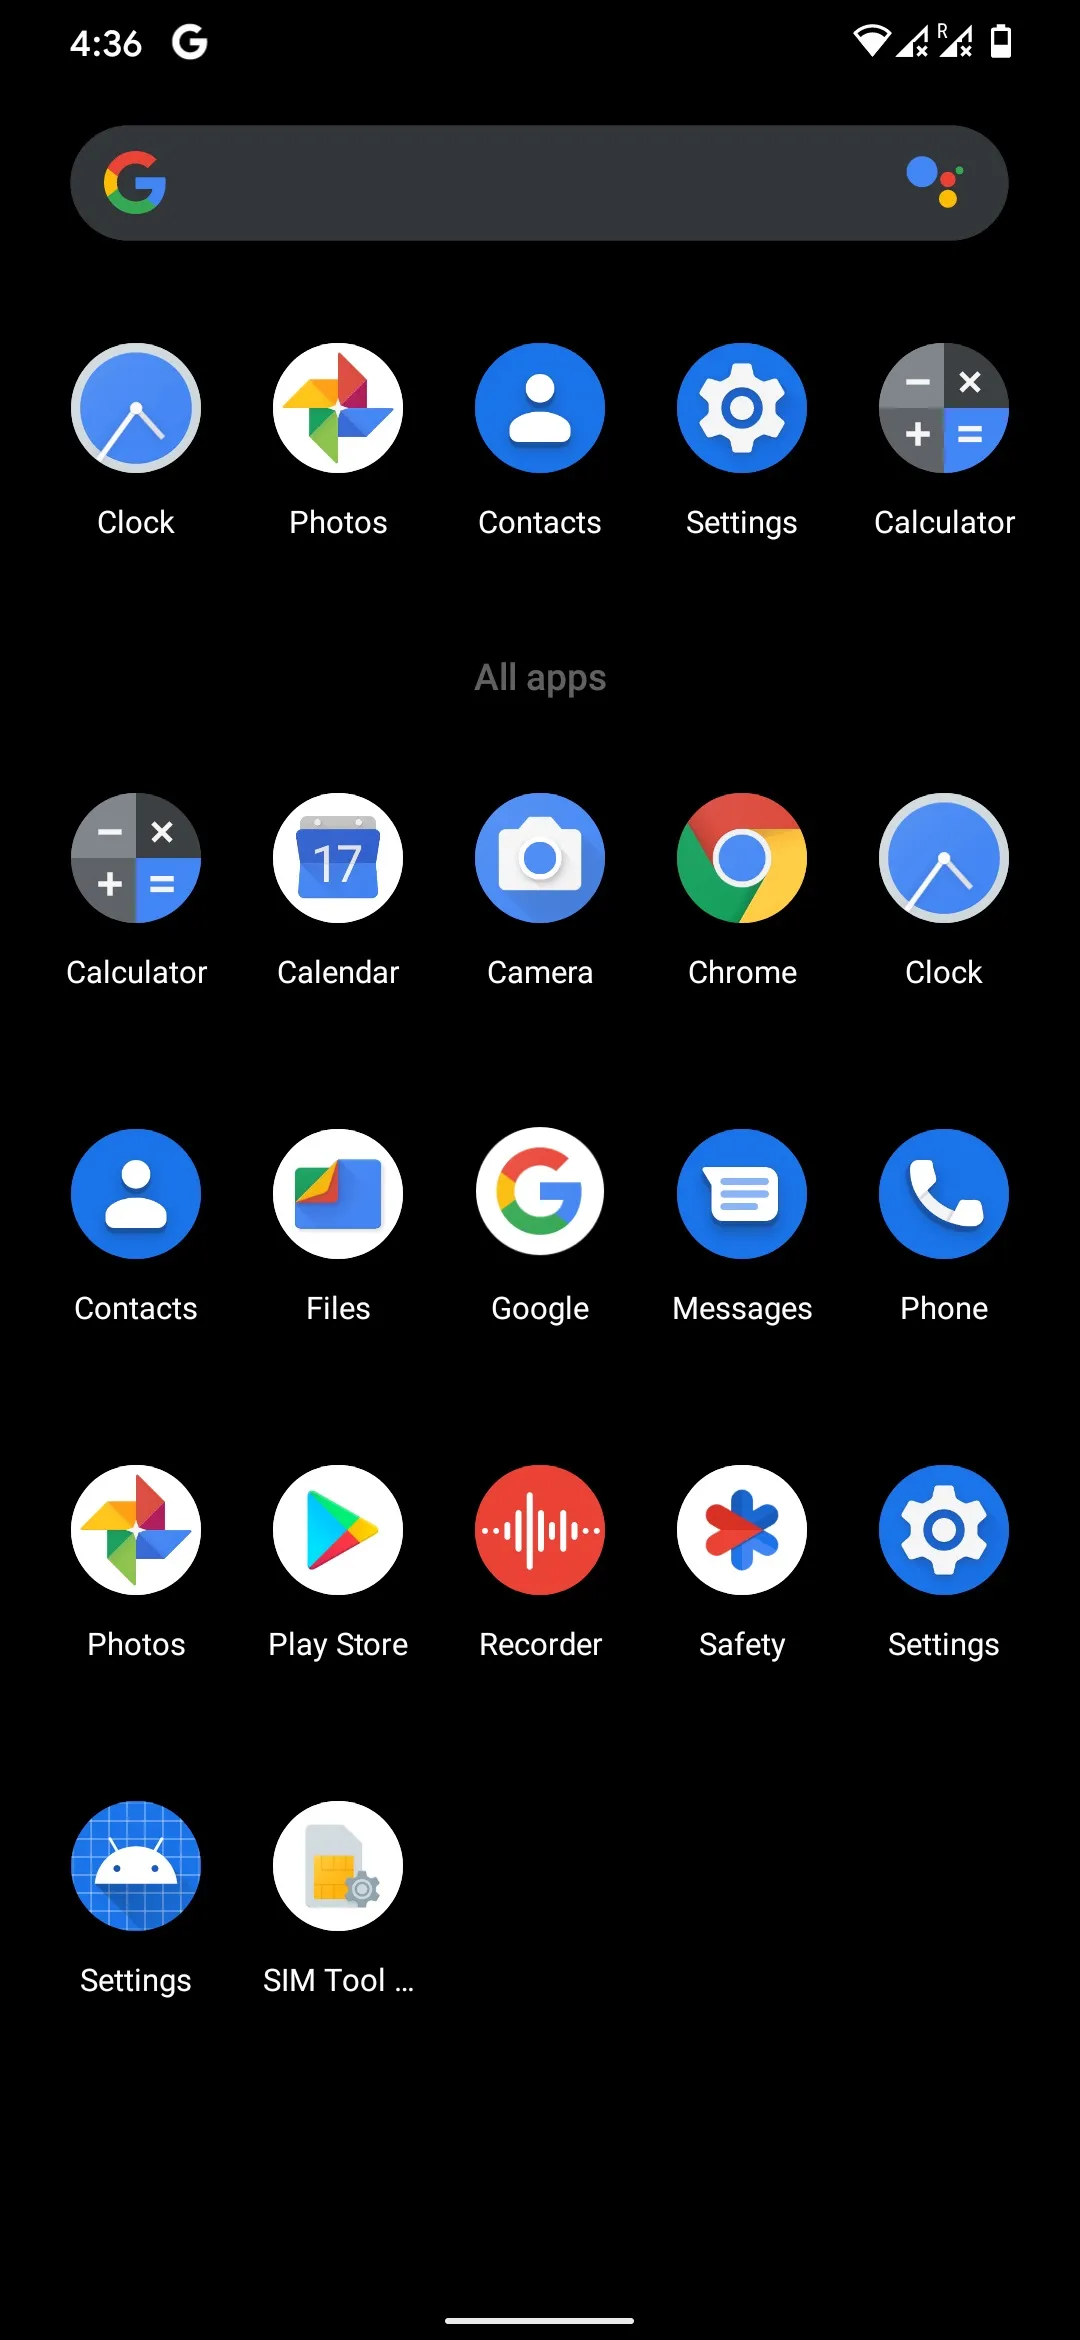 4:36
R
Clock Photos Contacts Settings Calculator
All apps
17
Calculator Calendar Camera Chrome Clock
Contacts Files Google Messages Phone
Photos Play Store Recorder Safety Settings
Settings SIM Tool ...